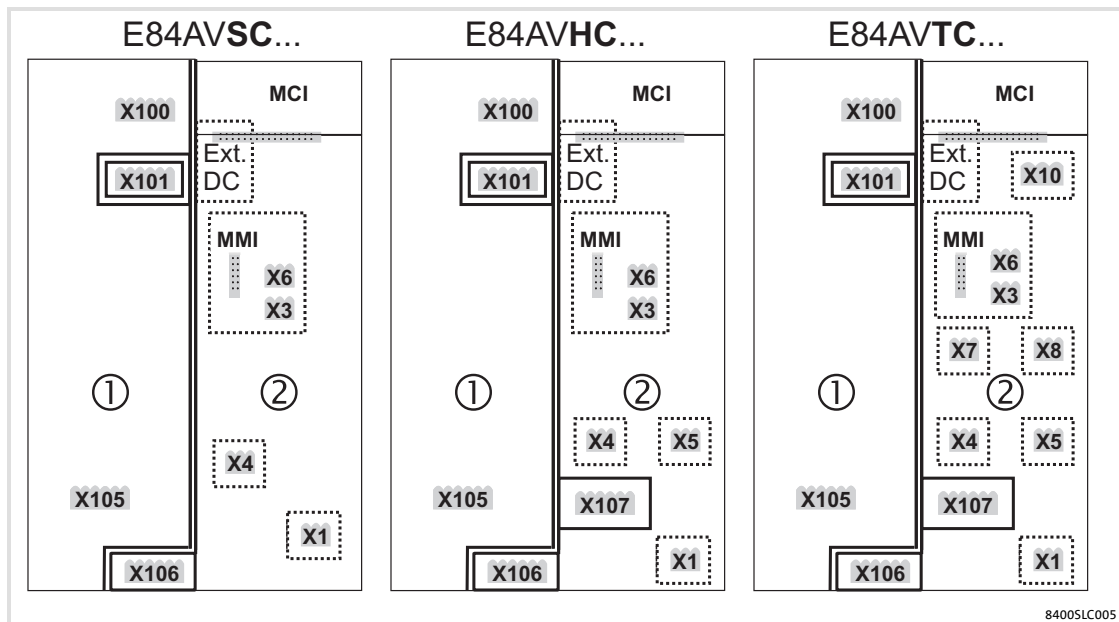 E84AVSC...
X100
MCI
Ext.
DC
X101
MMI
X6
X3
①
②
X4
X105
X1
X106
E84AVHC...
X100
MCI
Ext.
DC
X101
MMI
X6
X3
①
②
X4
X5
X105
X107
X1
X106
E84AVTC...
X100
MCI
Ext.
DC
X101
X10
MMI
X6
X3
X7
X8
①
②
X4
X5
X105
X107
X1
X106
8400SLC005